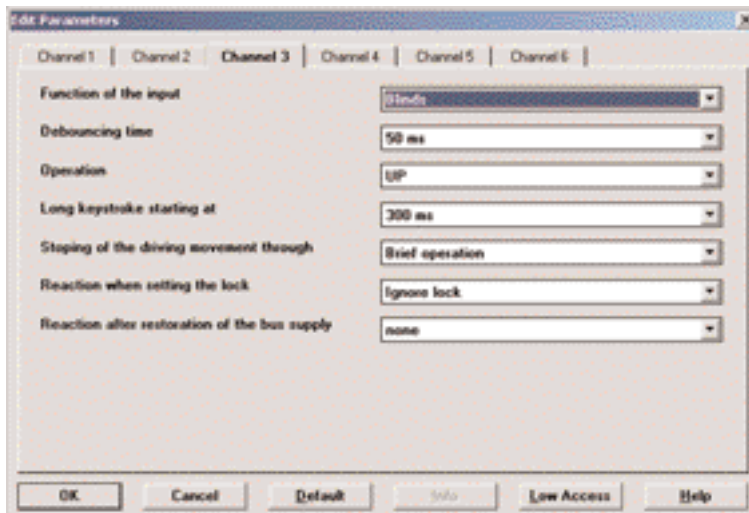 Edit Parameters
Channel 1 Channel 2 Channel 3 Channel 4 Channel 5 Channel 6
Function of the input Blinds
Debouncing time 50 ms
Operation UP
Long keystroke starting at 300 ms
Stoping of the driving movement through Brief operation
Reaction when setting the lock Ignore lock
Reaction after restoration of the bus supply none
OK Cancel Default Info Low Access Help